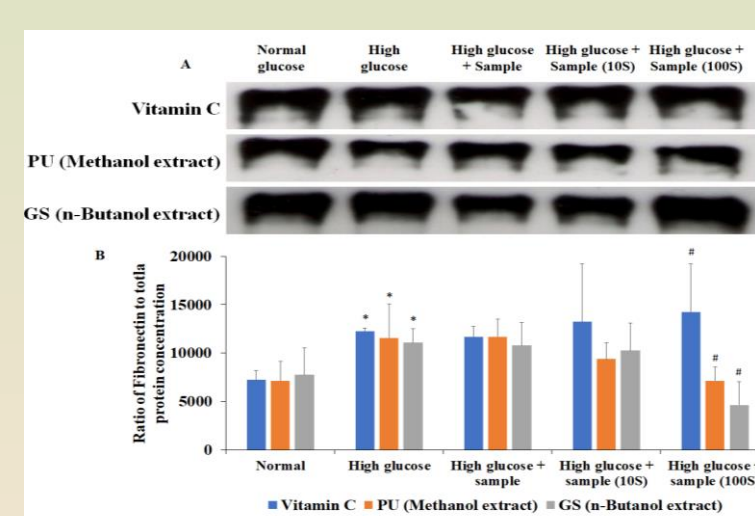 A
Normal glucose
High glucose
High glucose + Sample
High glucose + Sample (10S)
High glucose + Sample (100S)
Vitamin C
PU (Methanol extract)
GS (n-Butanol extract)
B
Ratio of Fibronectin to totla
protein concentration
20000
15000
10000
5000
0
* * *
# # #
Normal
High glucose
High glucose + sample
High glucose + sample (10S)
High glucose + sample (100S
Vitamin C PU (Methanol extract) GS (n-Butanol extract)